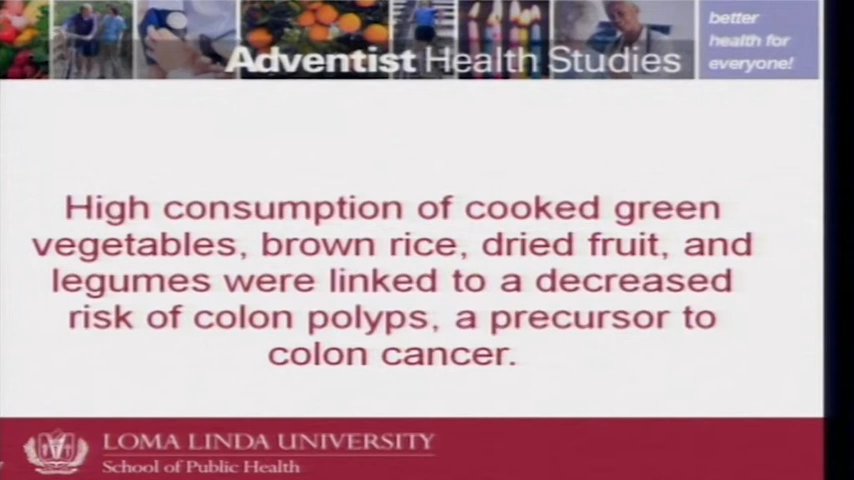 Adventist Health Studies
better
health for
everyone!
High consumption of cooked green
vegetables, brown rice, dried fruit, and
legumes were linked to a decreased
risk of colon polyps, a precursor to
colon cancer.
LOMA LINDA UNIVERSITY
School of Public Health